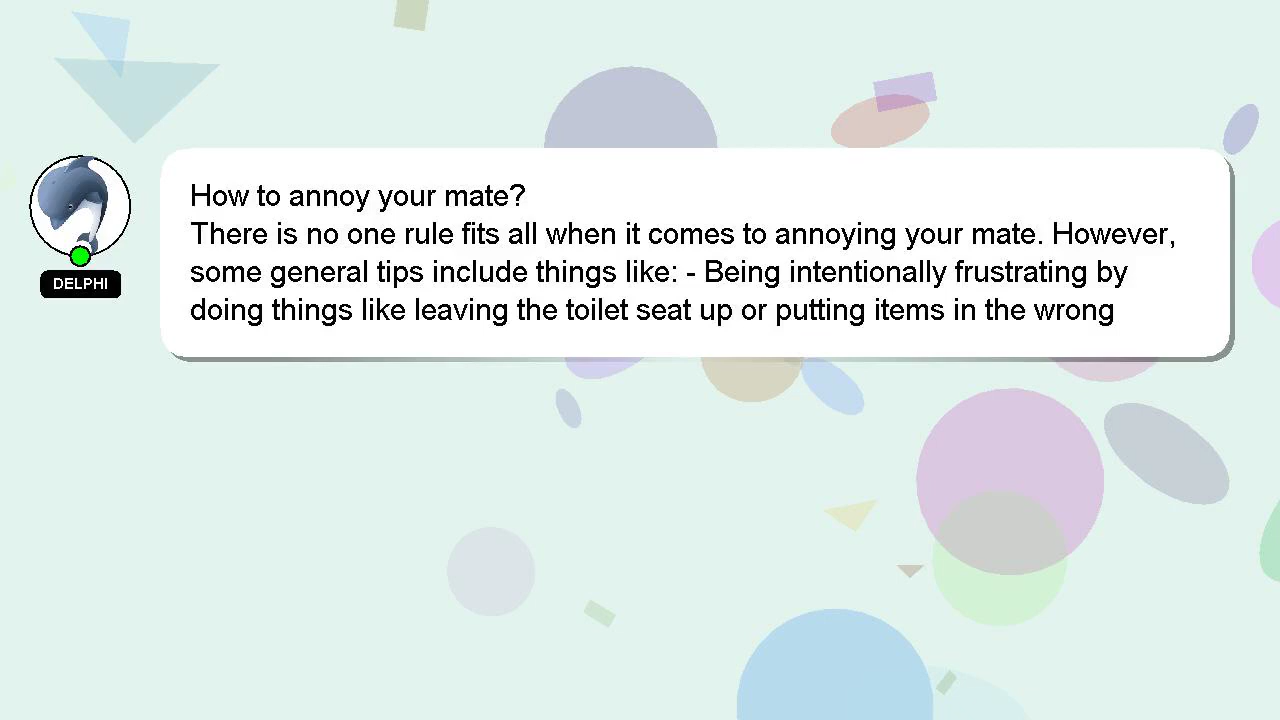 How to annoy your mate?
There is no one rule fits all when it comes to annoying your mate. However,
some general tips include things like: - Being intentionally frustrating by
doing things like leaving the toilet seat up or putting items in the wrong
DELPHI